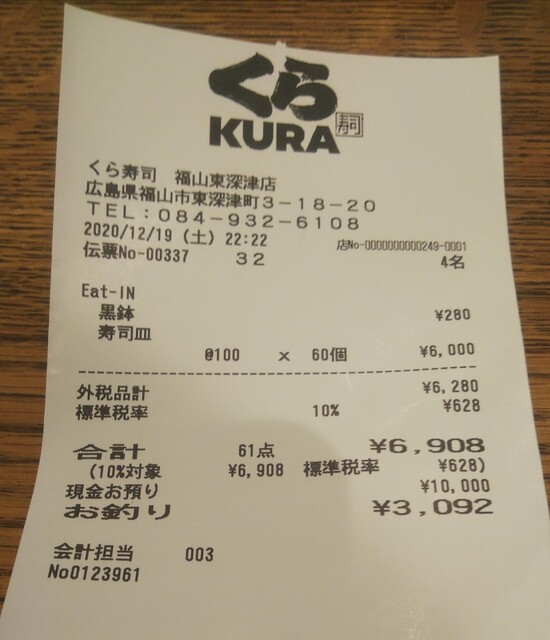 くら
KURA 寿司
くら寿司 福山東深津店
広島県福山市東深津町3-18-20
TEL:084-932-6108
2020/12/19 (土) 22:22 店No-0000000000249-0001
伝票No-00337 32 4名
Eat-IN
黒鉢 ¥280
寿司皿
@100 x 60個 ¥6,000
外税品計 ¥6,280
標準税率 10% ¥628
合計 61点 ¥6,908
(10%対象 ¥6,908 標準税率 ¥628)
現金お預り ¥10,000
お釣り ¥3,092
会計担当 003
No0123961